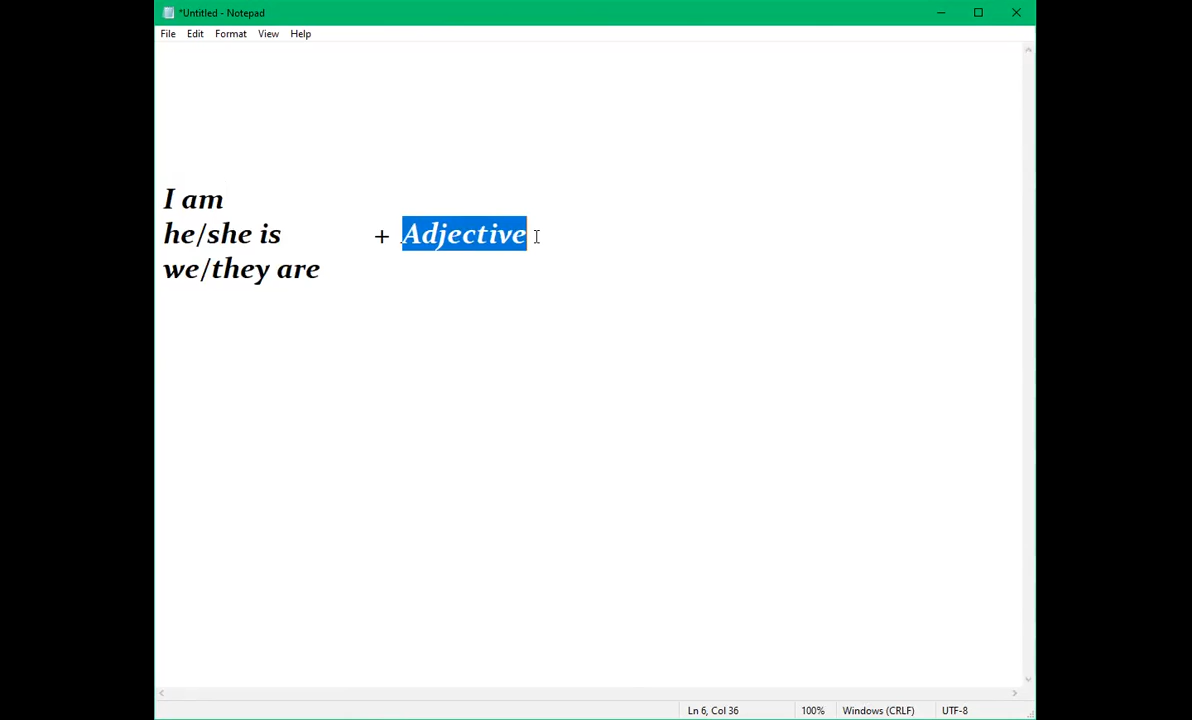 *Untitled - Notepad
File Edit Format View Help
I am
he/she is + Adjective
we/they are
Ln 6, Col 36 100% Windows (CRLF) UTF-8